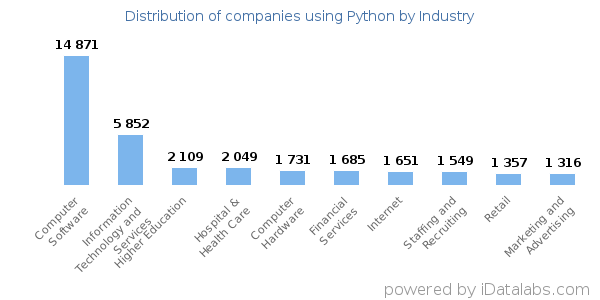 Distribution of companies using Python by Industry
14 871
5 852
2 109
2 049
1 731
1 685
1 651
1 549
1 357
1 316
Computer
Software
Information
Technology and
Services
Higher Education
Hospital &
Health Care
Computer
Hardware
Financial
Services
Internet
Staffing and
Recruiting
Retail
Marketing and
Advertising
powered by iDatalabs.com